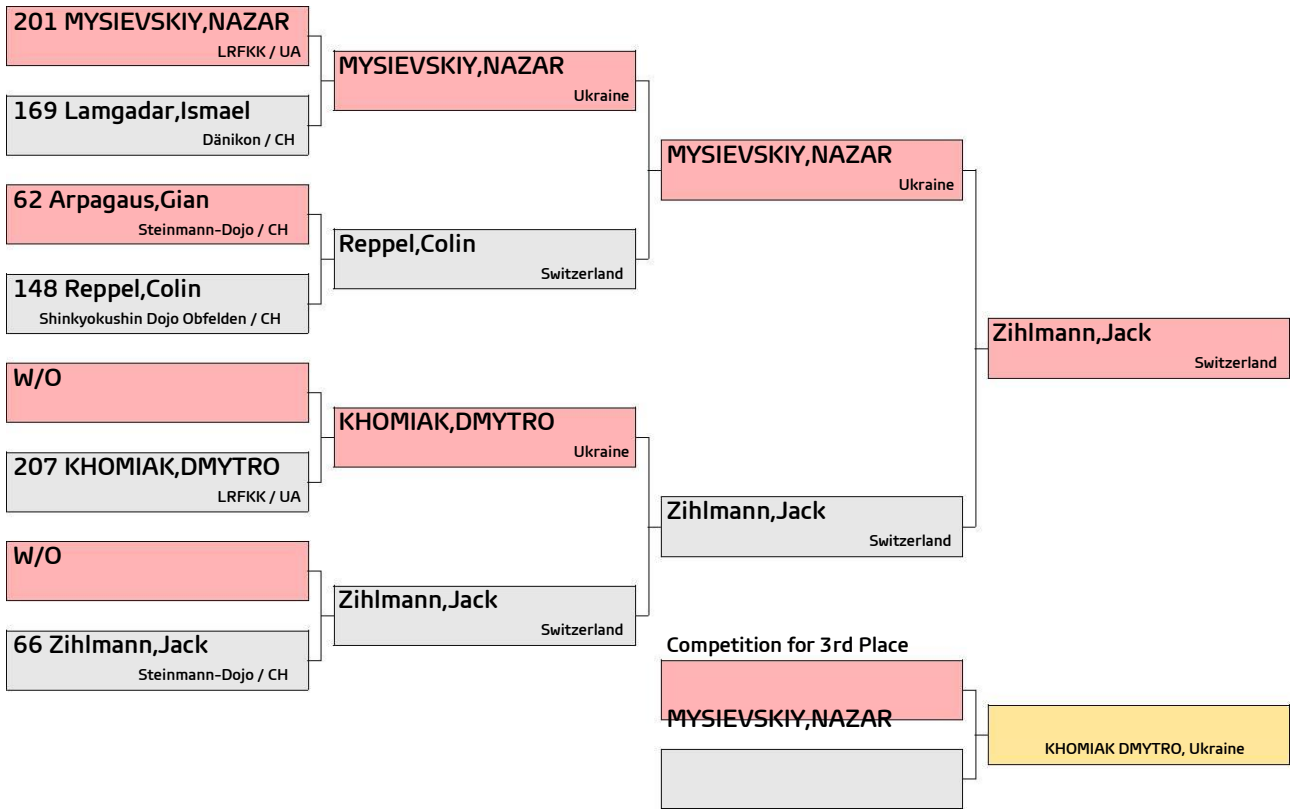 201 MYSIEVSKIY,NAZAR
LRFKK / UA
169 Lamgadar,Ismael
Dänikon / CH
62 Arpagaus,Gian
Steinmann-Dojo / CH
148 Reppel,Colin
Shinkyokushin Dojo Obfelden / CH
W/O
207 KHOMIAK,DMYTRO
LRFKK / UA
W/O
66 Zihlmann,Jack
Steinmann-Dojo / CH
MYSIEVSKIY,NAZAR
Ukraine
Reppel,Colin
Switzerland
KHOMIAK,DMYTRO
Ukraine
Zihlmann,Jack
Switzerland
MYSIEVSKIY,NAZAR
Ukraine
Zihlmann,Jack
Switzerland
Zihlmann,Jack
Switzerland
Competition for 3rd Place
MYSIEVSKIY,NAZAR
KHOMIAK DMYTRO, Ukraine